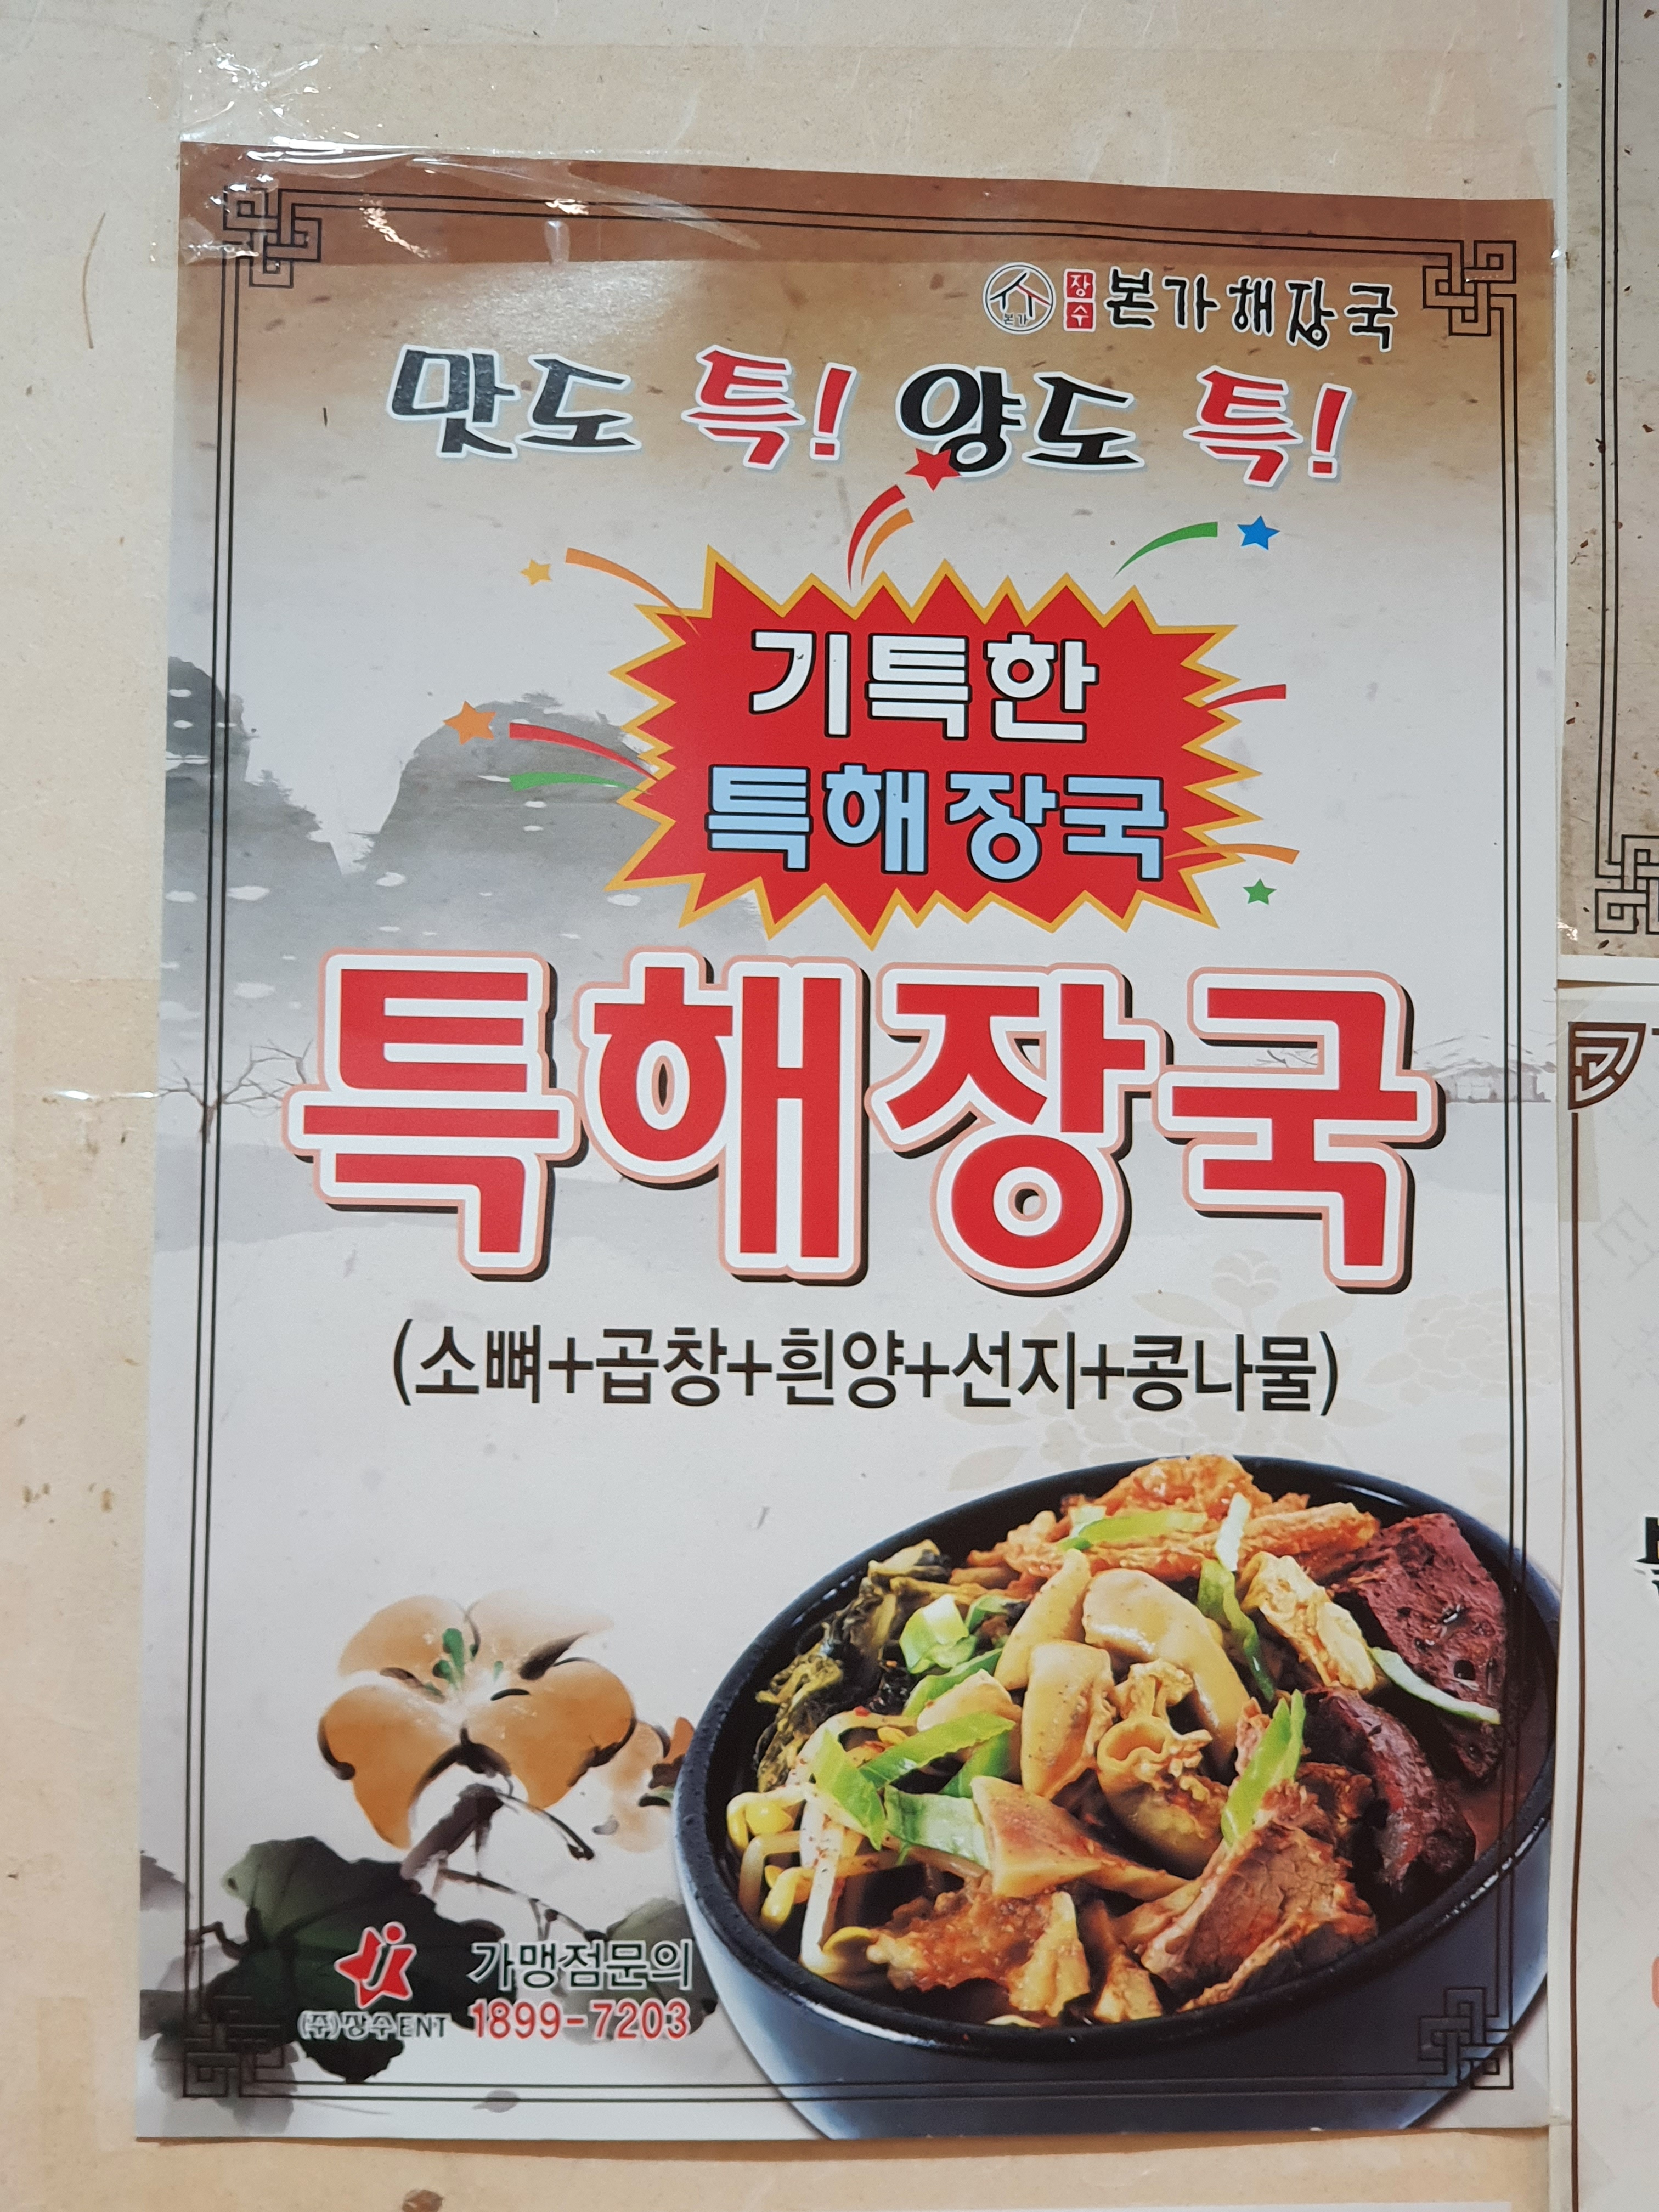 장수 본가해장국
본가
맛도 특! 양도 특!
기특한
특해장국
특해장국
(소뼈+곱창+흰양+선지+콩나물)
가맹점문의
(주)장수ENT 1899-7203